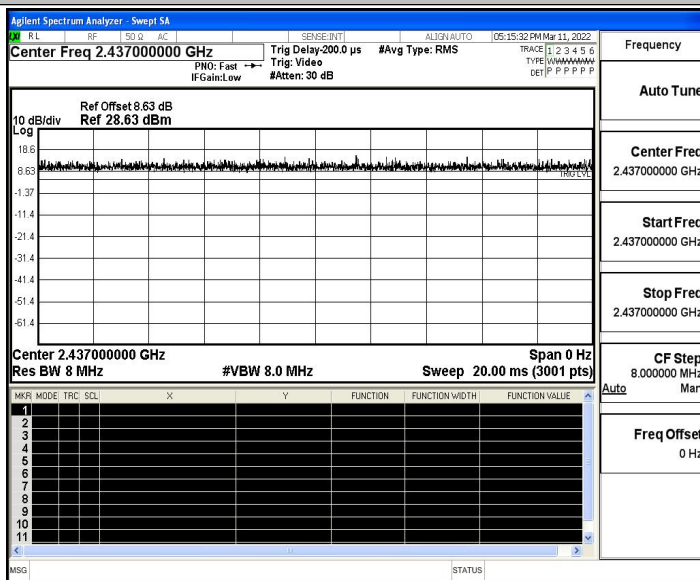 Agilent Spectrum Analyzer - Swept SA
LXI RL RF 50 Ω AC SENSE:INT ALIGN AUTO 05:15:32 PM Mar 11, 2022
Center Freq 2.437000000 GHz
PNO: Fast
IFGain:Low
Trig Delay-200.0 µs
Trig: Video
#Atten: 30 dB
#Avg Type: RMS
TRACE 1 2 3 4 5 6
TYPE WWWWWW
DET P P P P P P
Ref Offset 8.63 dB
10 dB/div Ref 28.63 dBm
Log
18.6
8.63
TRIG LVL
-1.37
-11.4
-21.4
-31.4
-41.4
-51.4
-61.4
Center 2.437000000 GHz Span 0 Hz
Res BW 8 MHz #VBW 8.0 MHz Sweep 20.00 ms (3001 pts)
MKR MODE TRC SCL X Y FUNCTION FUNCTION WIDTH FUNCTION VALUE
1
2
3
4
5
6
7
8
9
10
11
MSG STATUS
Frequency
Auto Tune
Center Freq
2.437000000 GHz
Start Freq
2.437000000 GHz
Stop Freq
2.437000000 GHz
CF Step
8.000000 MHz
Auto Man
Freq Offset
0 Hz